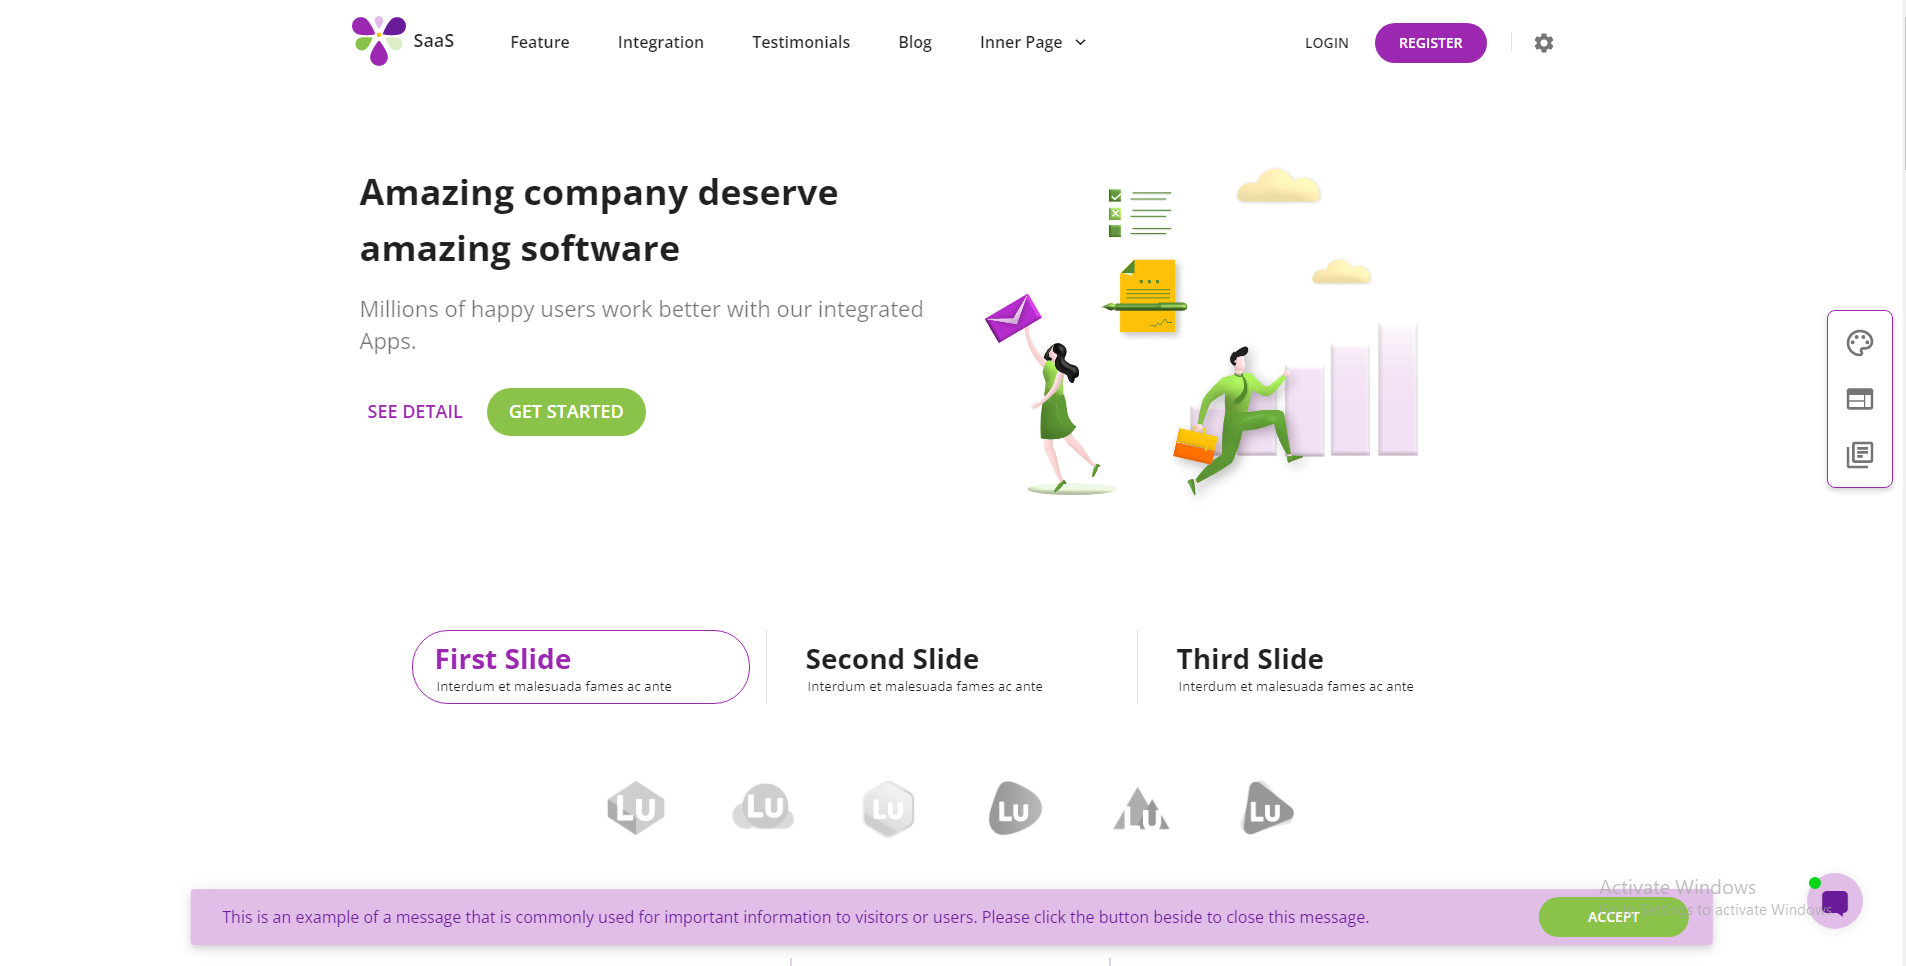 SaaS
Feature
Integration
Testimonials
Blog
Inner Page
LOGIN
REGISTER
Amazing company deserve
amazing software
Millions of happy users work better with our integrated
Apps.
SEE DETAIL
GET STARTED
First Slide
Interdum et malesuada fames ac ante
Second Slide
Interdum et malesuada fames ac ante
Third Slide
Interdum et malesuada fames ac ante
Lu
Lu
Lu
Lu
Lu
Lu
Activate Windows
to activate Windows.
This is an example of a message that is commonly used for important information to visitors or users. Please click the button beside to close this message.
ACCEPT